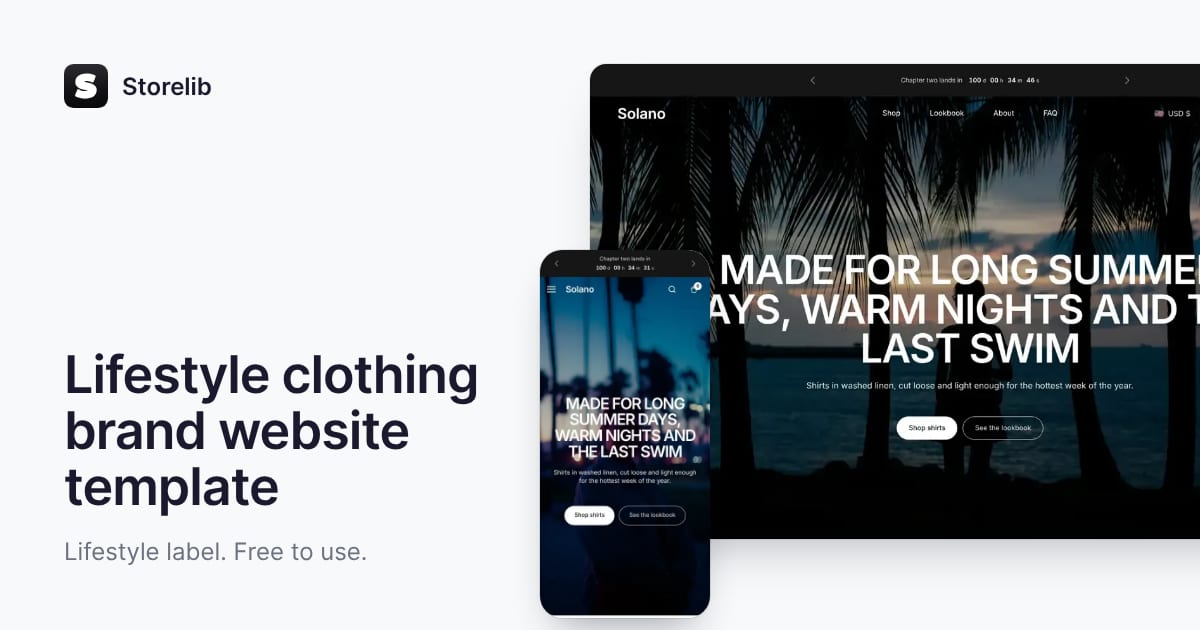 S
Storelib
Lifestyle clothing
brand website
template
Lifestyle label. Free to use.
Chapter two lands in 100 d 00 h 34 m 46 s
Solano
Shop Lookbook About FAQ
USD $
MADE FOR LONG SUMME
AYS, WARM NIGHTS AND T
LAST SWIM
Shirts in washed linen, cut loose and light enough for the hottest week of the year.
Shop shirts See the lookbook
Chapter two lands in
100 d 00 h 34 m 31 s
Solano
MADE FOR LONG
SUMMER DAYS,
WARM NIGHTS AND
THE LAST SWIM
Shirts in washed linen, cut loose and light enough
for the hottest week of the year.
Shop shirts See the lookbook